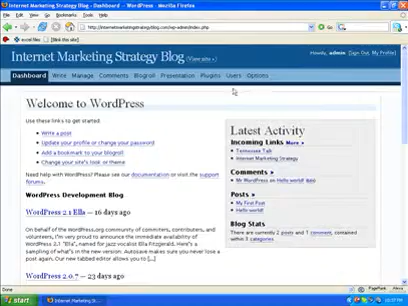 Internet Marketing Strategy Blog - Dashboard — WordPress - Mozilla Firefox
File Edit View Go Bookmarks Tools Help
http://internetmarketingstrategyblog.com/wp-admin/index.php
Internet Marketing Strategy Blog (View site »)
Howdy, admin. [Sign Out, My Profile]
Dashboard Write Manage Comments Blogroll Presentation Plugins Users Options
Welcome to WordPress
Use these links to get started:
Write a post
Update your profile or change your password
Add a bookmark to your blogroll
Change your site's look or theme
Need help with WordPress? Please see our documentation or visit the support forums.
WordPress Development Blog
WordPress 2.1 Ella — 16 days ago
On behalf of the WordPress.org community of committers, contributors, and volunteers, I'm very proud to announce the immediate availability of WordPress 2.1 "Ella", named for jazz vocalist Ella Fitzgerald. Here's a sampling of what's in the new version: Autosave makes sure you never lose a post again. Our new tabbed editor allows you to [...]
WordPress 2.0.7 — 23 days ago
Latest Activity
Incoming Links More »
Tennessee Talk
Internet Marketing Strategy
Comments »
Mr WordPress on Hello world!
Posts »
My First Post
Hello world!
Blog Stats
There are currently 2 posts and 1 comment, contained within 3 categories.
Done
start
Internet Marketing St...